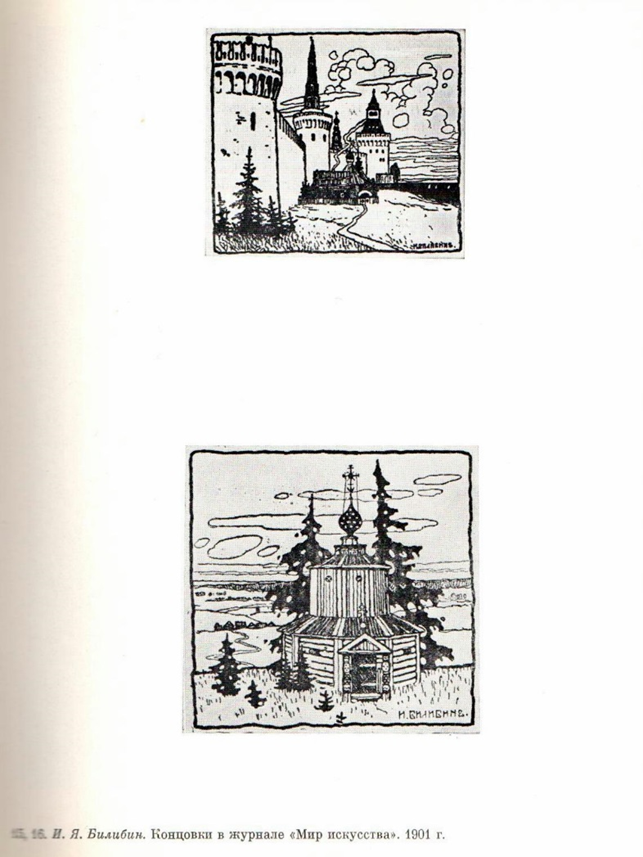 И. БИЛИБИНЪ.
15, 16. И. Я. Билибин. Концовки в журнале «Мир искусства». 1901 г.